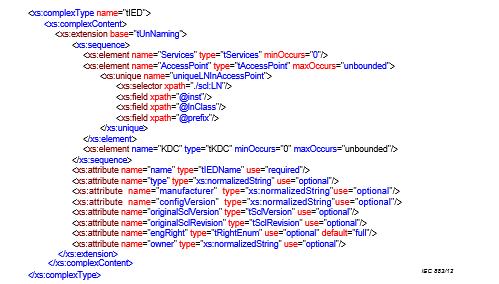 <xs:complexType name="tIED">
<xs:complexContent>
<xs:extension base="tUnNaming">
<xs:sequence>
<xs:element name="Services" type="tServices" minOccurs="0"/>
<xs:element name="AccessPoint" type="tAccessPoint" maxOccurs="unbounded">
<xs:unique name="uniqueLNInAccessPoint">
<xs:selector xpath="./scl:LN"/>
<xs:field xpath="@inst"/>
<xs:field xpath="@lnClass"/>
<xs:field xpath="@prefix"/>
</xs:unique>
</xs:element>
<xs:element name="KDC" type="tKDC" minOccurs="0" maxOccurs="unbounded"/>
</xs:sequence>
<xs:attribute name="name" type="tIEDName" use="required"/>
<xs:attribute name="type" type="xs:normalizedString" use="optional"/>
<xs:attribute name="manufacturer" type="xs:normalizedString"use="optional"/>
<xs:attribute name="configVersion" type="xs:normalizedString"use="optional"/>
<xs:attribute name="originalSclVersion" type="tSclVersion" use="optional"/>
<xs:attribute name="originalSclRevision" type="tSclRevision" use="optional"/>
<xs:attribute name="engRight" type="tRightEnum" use="optional" default="full"/>
<xs:attribute name="owner" type="xs:normalizedString" use="optional"/>
</xs:extension>
</xs:complexContent>
</xs:complexType>
IEC 883/12